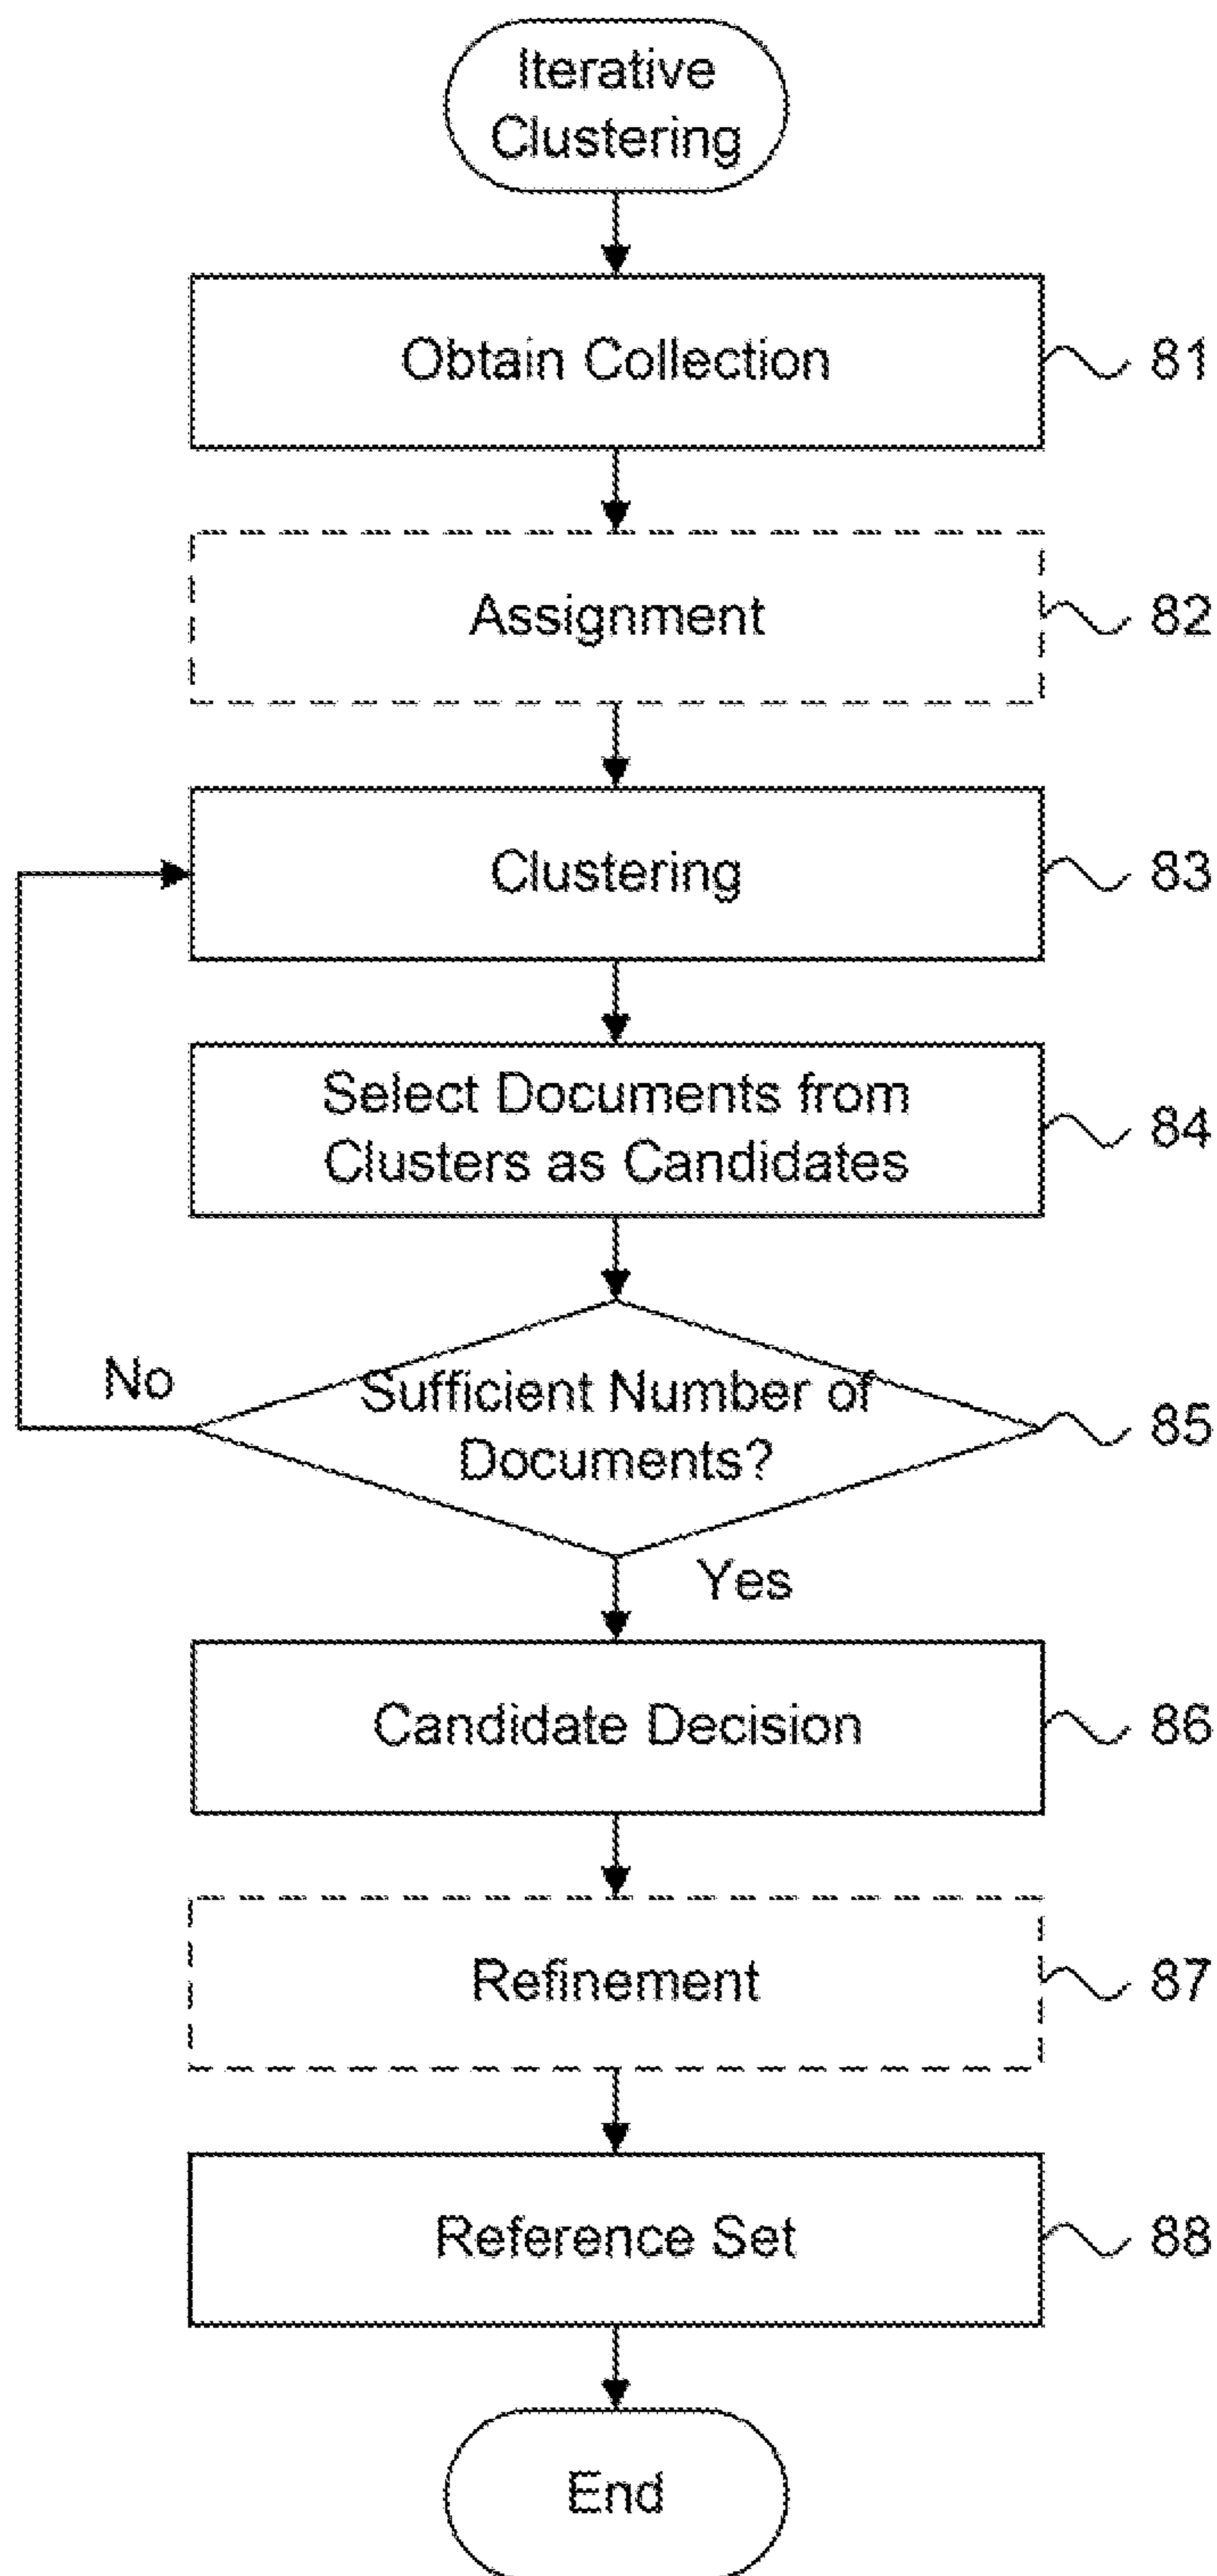 Iterative
Clustering
Obtain Collection
81
Assignment
82
Clustering
83
Select Documents from
Clusters as Candidates
84
No
Sufficient Number of
Documents?
85
Yes
Candidate Decision
86
Refinement
87
Reference Set
88
End